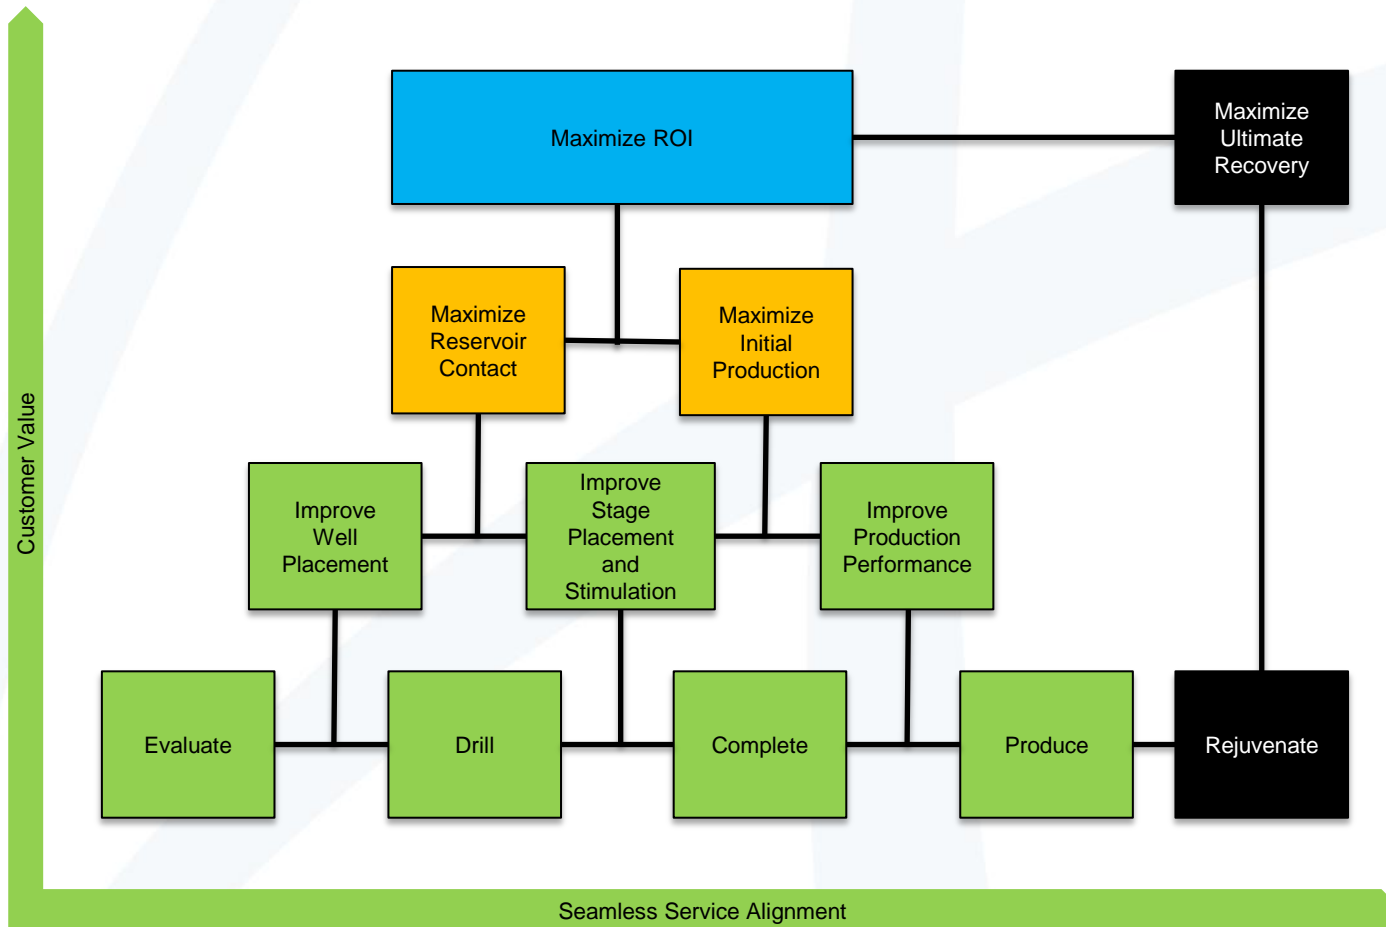 Maximize ROI
Maximize
Ultimate
Recovery
Maximize
Reservoir
Contact
Maximize
Initial
Production
Improve
Well
Placement
Improve
Stage
Placement
and
Stimulation
Improve
Production
Performance
Evaluate
Drill
Complete
Produce
Rejuvenate
Customer Value
Seamless Service Alignment